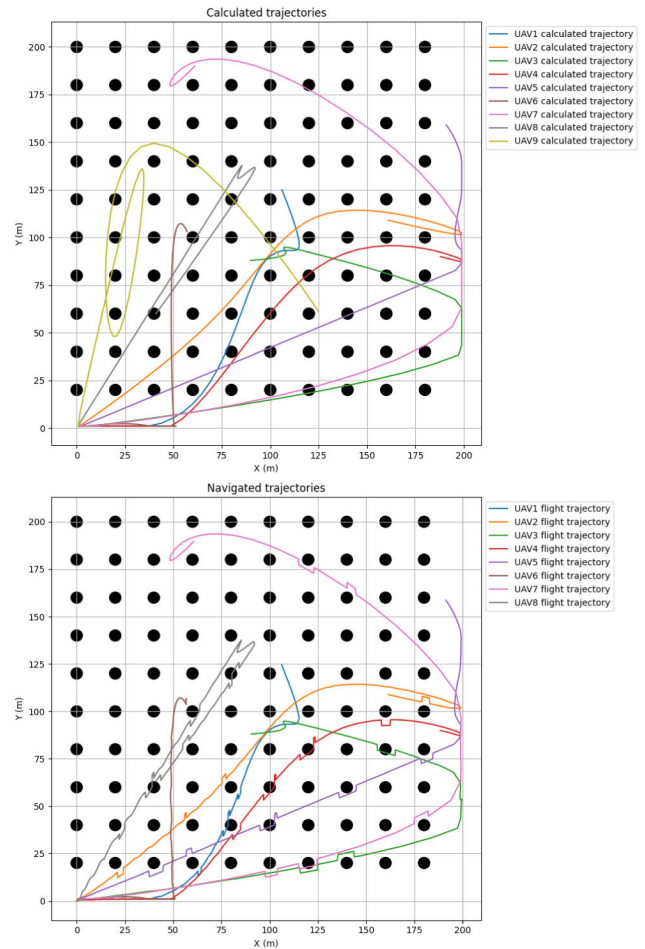 Calculated trajectories
200
175
150
125
100
75
50
25
0
Y (m)
0 25 50 75 100 125 150 175 200
X (m)
UAV1 calculated trajectory
UAV2 calculated trajectory
UAV3 calculated trajectory
UAV4 calculated trajectory
UAV5 calculated trajectory
UAV6 calculated trajectory
UAV7 calculated trajectory
UAV8 calculated trajectory
UAV9 calculated trajectory
Navigated trajectories
200
175
150
125
100
75
50
25
0
Y (m)
0 25 50 75 100 125 150 175 200
X (m)
UAV1 flight trajectory
UAV2 flight trajectory
UAV3 flight trajectory
UAV4 flight trajectory
UAV5 flight trajectory
UAV6 flight trajectory
UAV7 flight trajectory
UAV8 flight trajectory